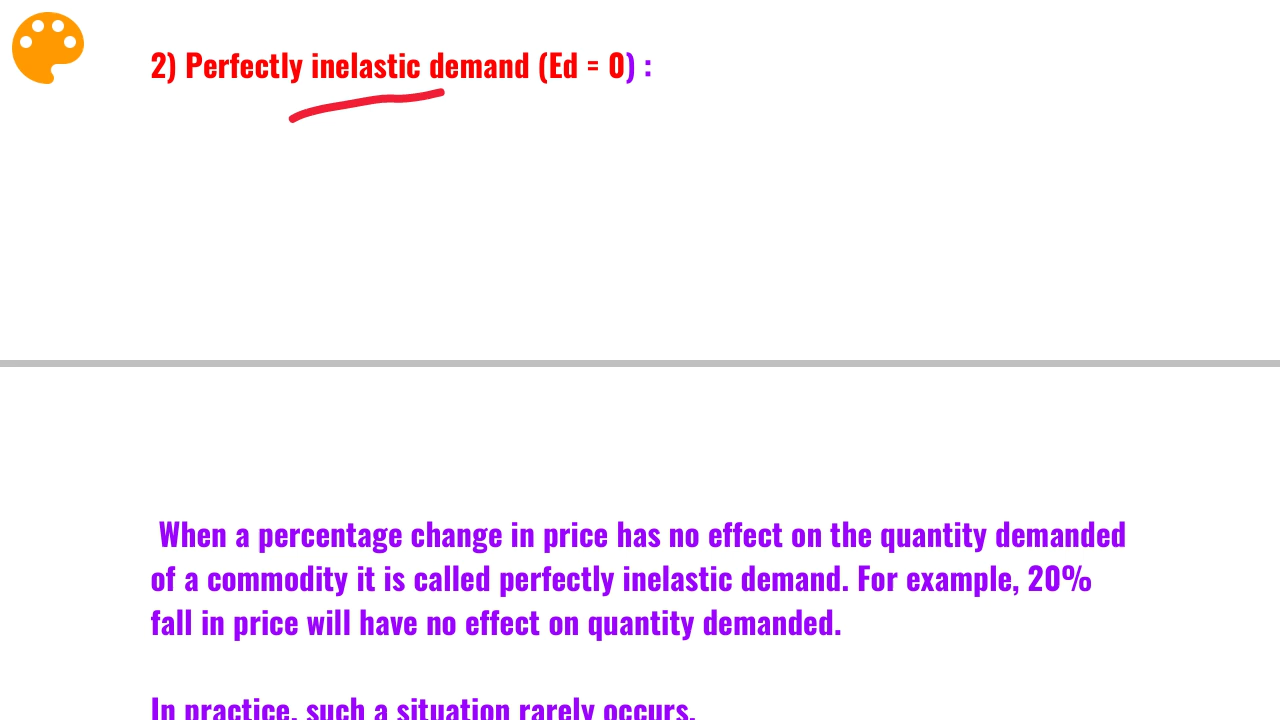 2) Perfectly inelastic demand (Ed = 0) :
When a percentage change in price has no effect on the quantity demanded
of a commodity it is called perfectly inelastic demand. For example, 20%
fall in price will have no effect on quantity demanded.
In practice, such a situation rarely occurs.